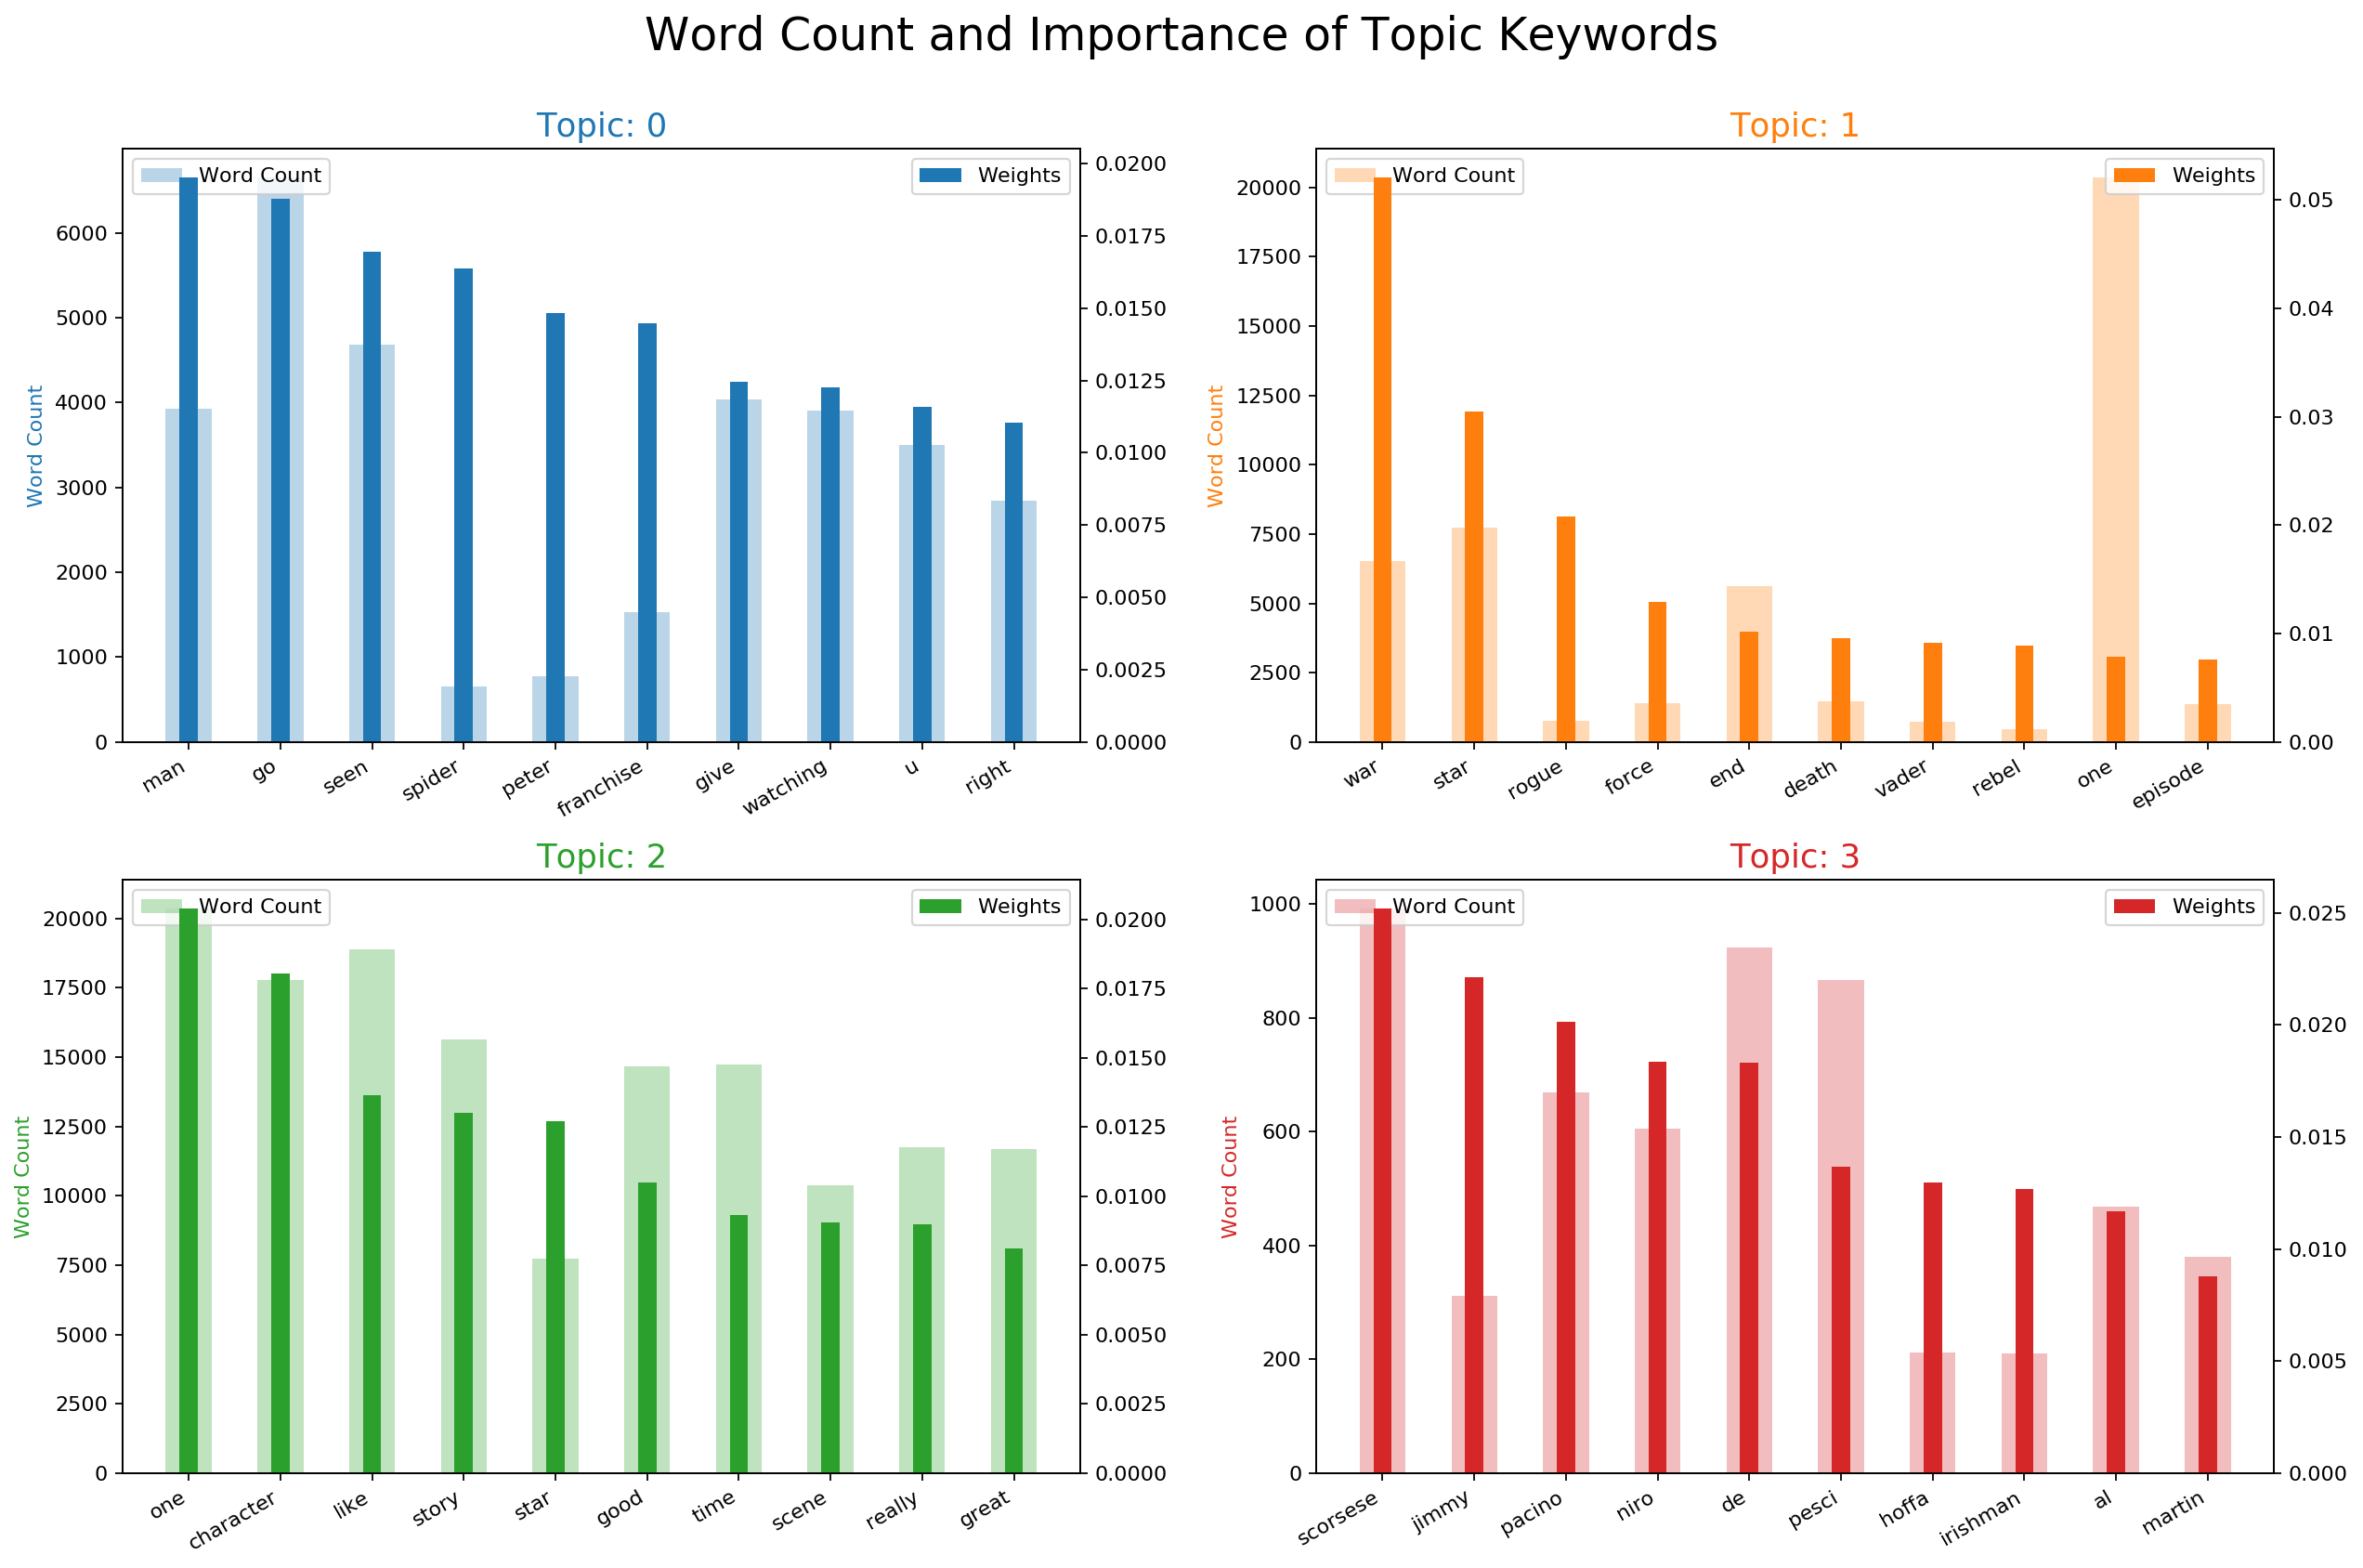 Word Count and Importance of Topic Keywords
Topic: 0
Word Count
Weights
Word Count
6000
5000
4000
3000
2000
1000
0
0.0200
0.0175
0.0150
0.0125
0.0100
0.0075
0.0050
0.0025
0.0000
man go seen spider peter franchise give watching u right
Topic: 1
Word Count
Weights
Word Count
20000
17500
15000
12500
10000
7500
5000
2500
0
0.05
0.04
0.03
0.02
0.01
0.00
war star rogue force end death vader rebel one episode
Topic: 2
Word Count
Weights
Word Count
20000
17500
15000
12500
10000
7500
5000
2500
0
0.0200
0.0175
0.0150
0.0125
0.0100
0.0075
0.0050
0.0025
0.0000
one character like story star good time scene really great
Topic: 3
Word Count
Weights
Word Count
1000
800
600
400
200
0
0.025
0.020
0.015
0.010
0.005
0.000
scorsese jimmy pacino niro de pesci hoffa irishman al martin